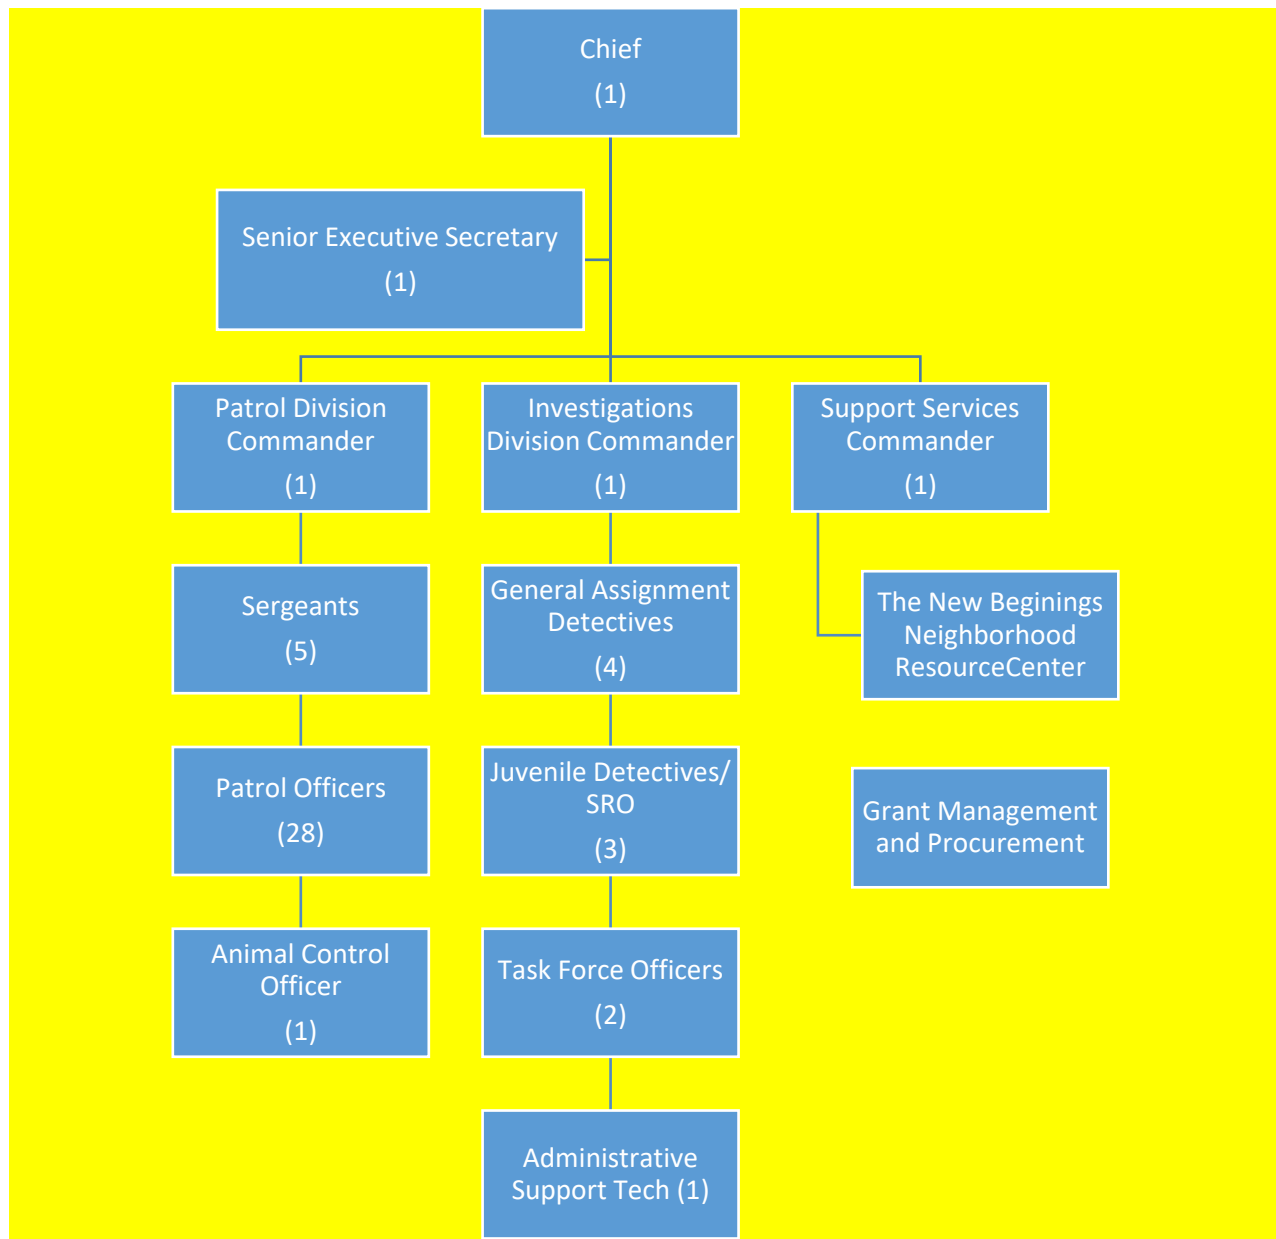 Chief
(1)
Senior Executive Secretary
(1)
Patrol Division
Commander
(1)
Investigations
Division Commander
(1)
Support Services
Commander
(1)
Sergeants
(5)
General Assignment
Detectives
(4)
The New Beginings
Neighborhood
ResourceCenter
Patrol Officers
(28)
Juvenile Detectives/
SRO
(3)
Grant Management
and Procurement
Animal Control
Officer
(1)
Task Force Officers
(2)
Administrative
Support Tech (1)